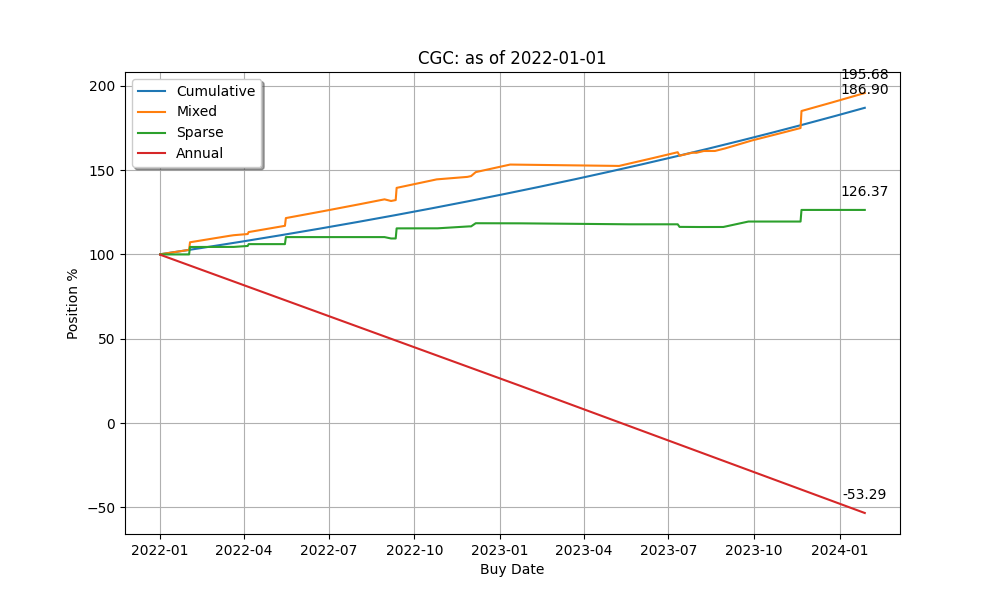 CGC: as of 2022-01-01
Cumulative
Mixed
Sparse
Annual
195.68
186.90
126.37
-53.29
200
150
100
50
0
−50
Position %
2022-01
2022-04
2022-07
2022-10
2023-01
2023-04
2023-07
2023-10
2024-01
Buy Date